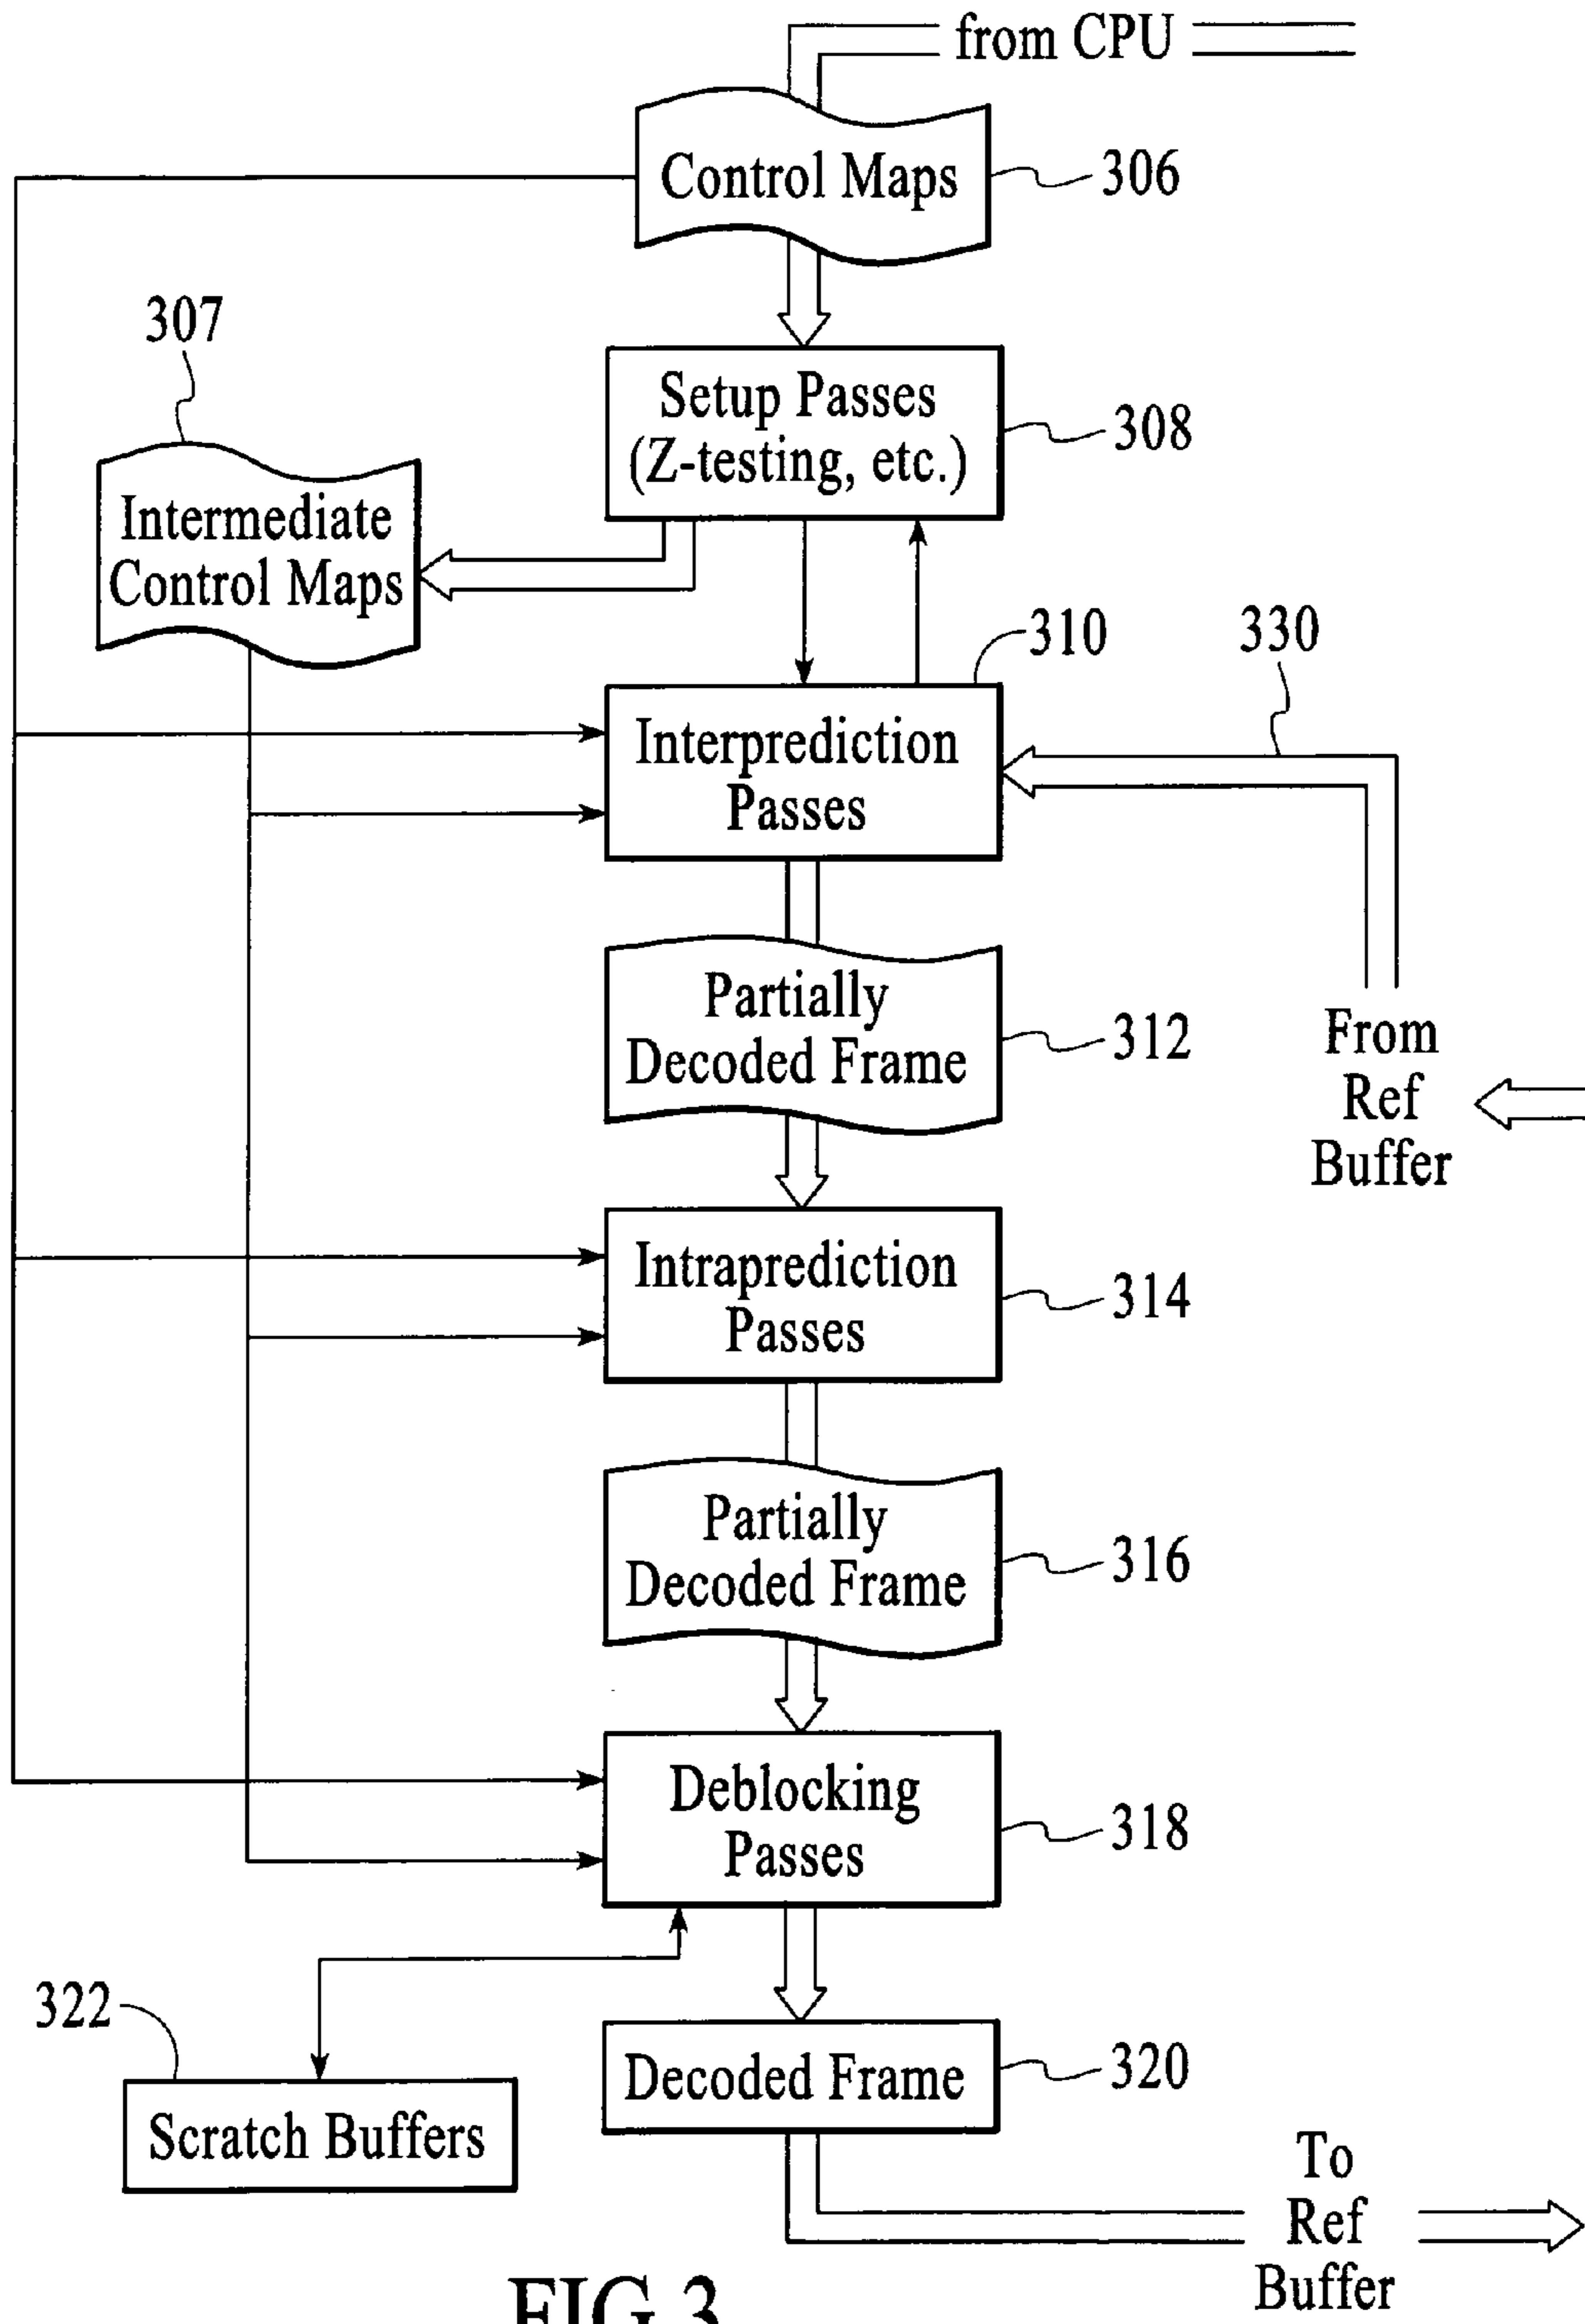 from CPU
Control Maps
306
307
Setup Passes
(Z-testing, etc.)
308
Intermediate
Control Maps
310
330
Interprediction
Passes
Partially
Decoded Frame
312
From
Ref
Buffer
Intraprediction
Passes
314
Partially
Decoded Frame
316
Deblocking
Passes
318
322
Scratch Buffers
Decoded Frame
320
To
Ref
Buffer
FIG.3